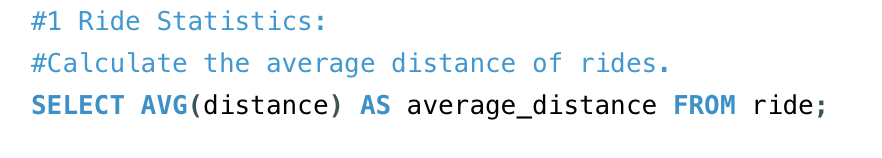 #1 Ride Statistics:
#Calculate the average distance of rides.
SELECT AVG(distance) AS average_distance FROM ride;